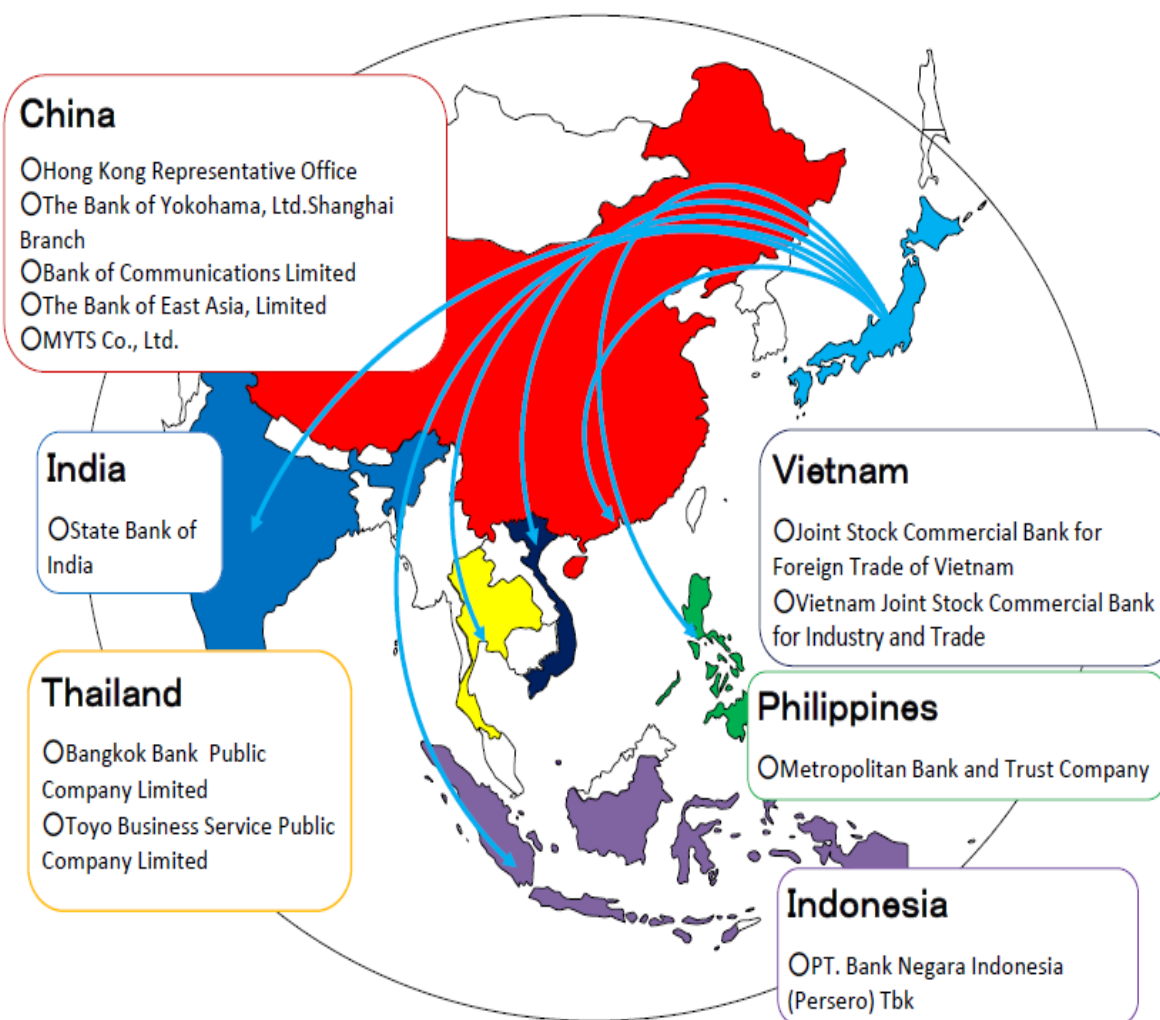 China
○Hong Kong Representative Office
○The Bank of Yokohama, Ltd.Shanghai
Branch
○Bank of Communications Limited
○The Bank of East Asia, Limited
○MYTS Co., Ltd.
India
○State Bank of
India
Thailand
○Bangkok Bank Public
Company Limited
○Toyo Business Service Public
Company Limited
Vietnam
○Joint Stock Commercial Bank for
Foreign Trade of Vietnam
○Vietnam Joint Stock Commercial Bank
for Industry and Trade
Philippines
○Metropolitan Bank and Trust Company
Indonesia
○PT. Bank Negara Indonesia
(Persero) Tbk